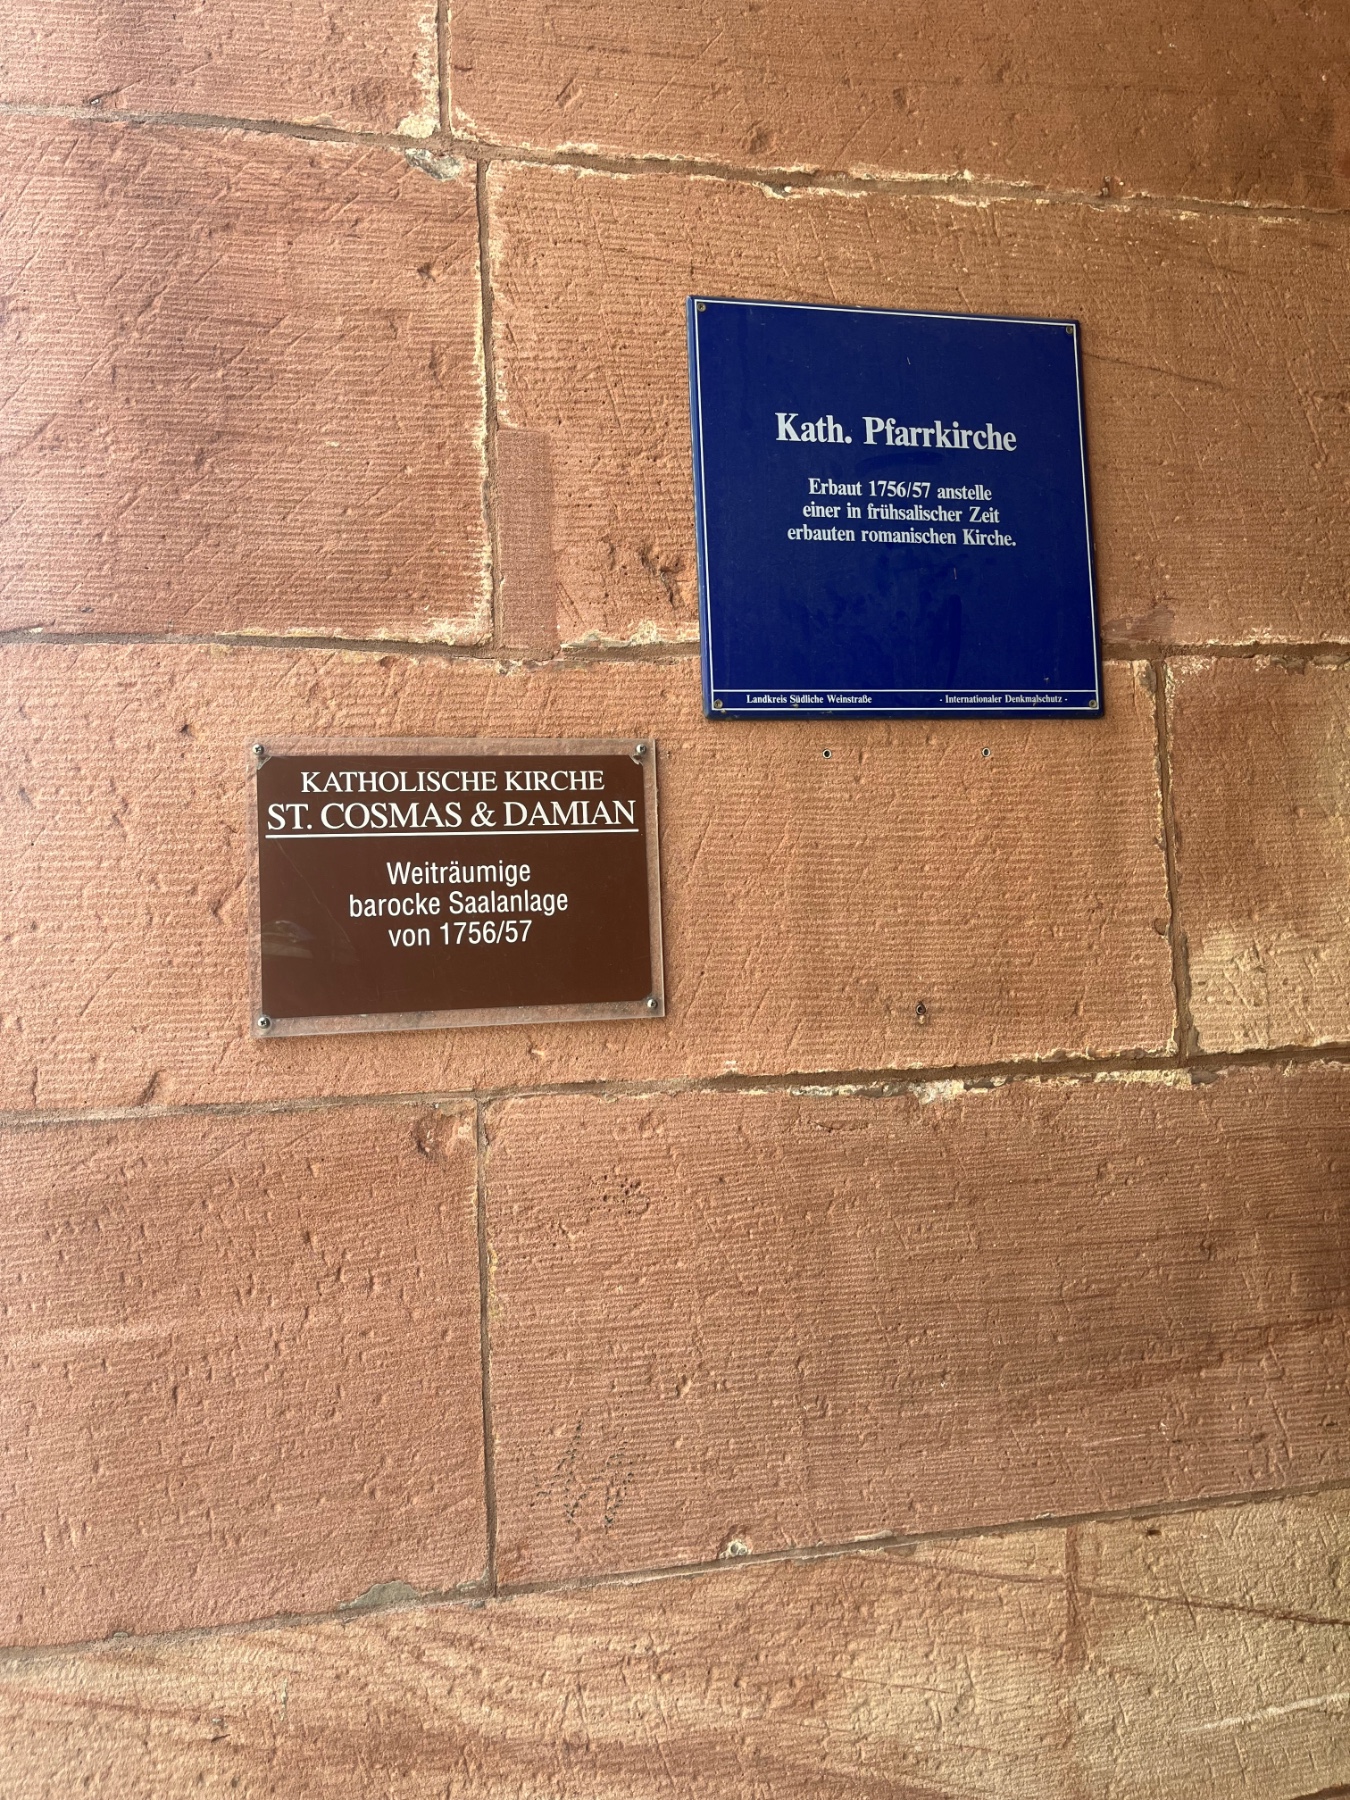 Kath. Pfarrkirche
Erbaut 1756/57 anstelle
einer in frühsalischer Zeit
erbauten romanischen Kirche.
Landkreis Südliche Weinstraße
- Internationaler Denkmalschutz -
KATHOLISCHE KIRCHE
ST. COSMAS & DAMIAN
Weiträumige
barocke Saalanlage
von 1756/57